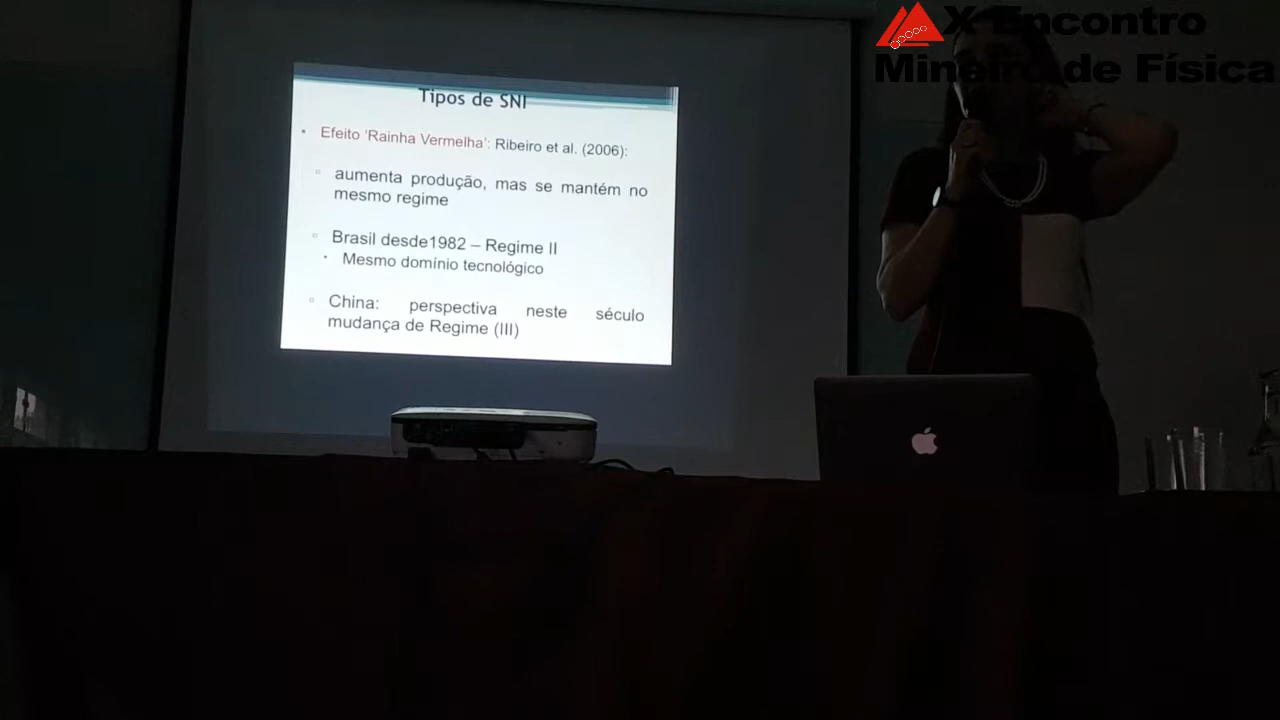 X Encontro
Mineiro de Física
Tipos de SNI
• Efeito ‘Rainha Vermelha’: Ribeiro et al. (2006):
▫ aumenta produção, mas se mantém no
mesmo regime
▫ Brasil desde1982 – Regime II
• Mesmo domínio tecnológico
▫ China: perspectiva neste século
mudança de Regime (III)